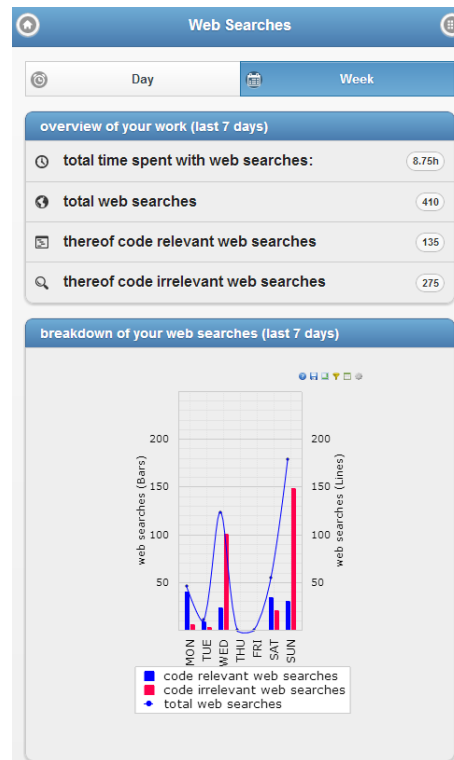 Web Searches
Day
Week
overview of your work (last 7 days)
total time spent with web searches: 8.75h
total web searches 410
thereof code relevant web searches 135
thereof code irrelevant web searches 275
breakdown of your web searches (last 7 days)
200 200
150 150
100 100
50 50
web searches (Bars)
web searches (Lines)
MON TUE WED THU FRI SAT SUN
code relevant web searches
code irrelevant web searches
total web searches